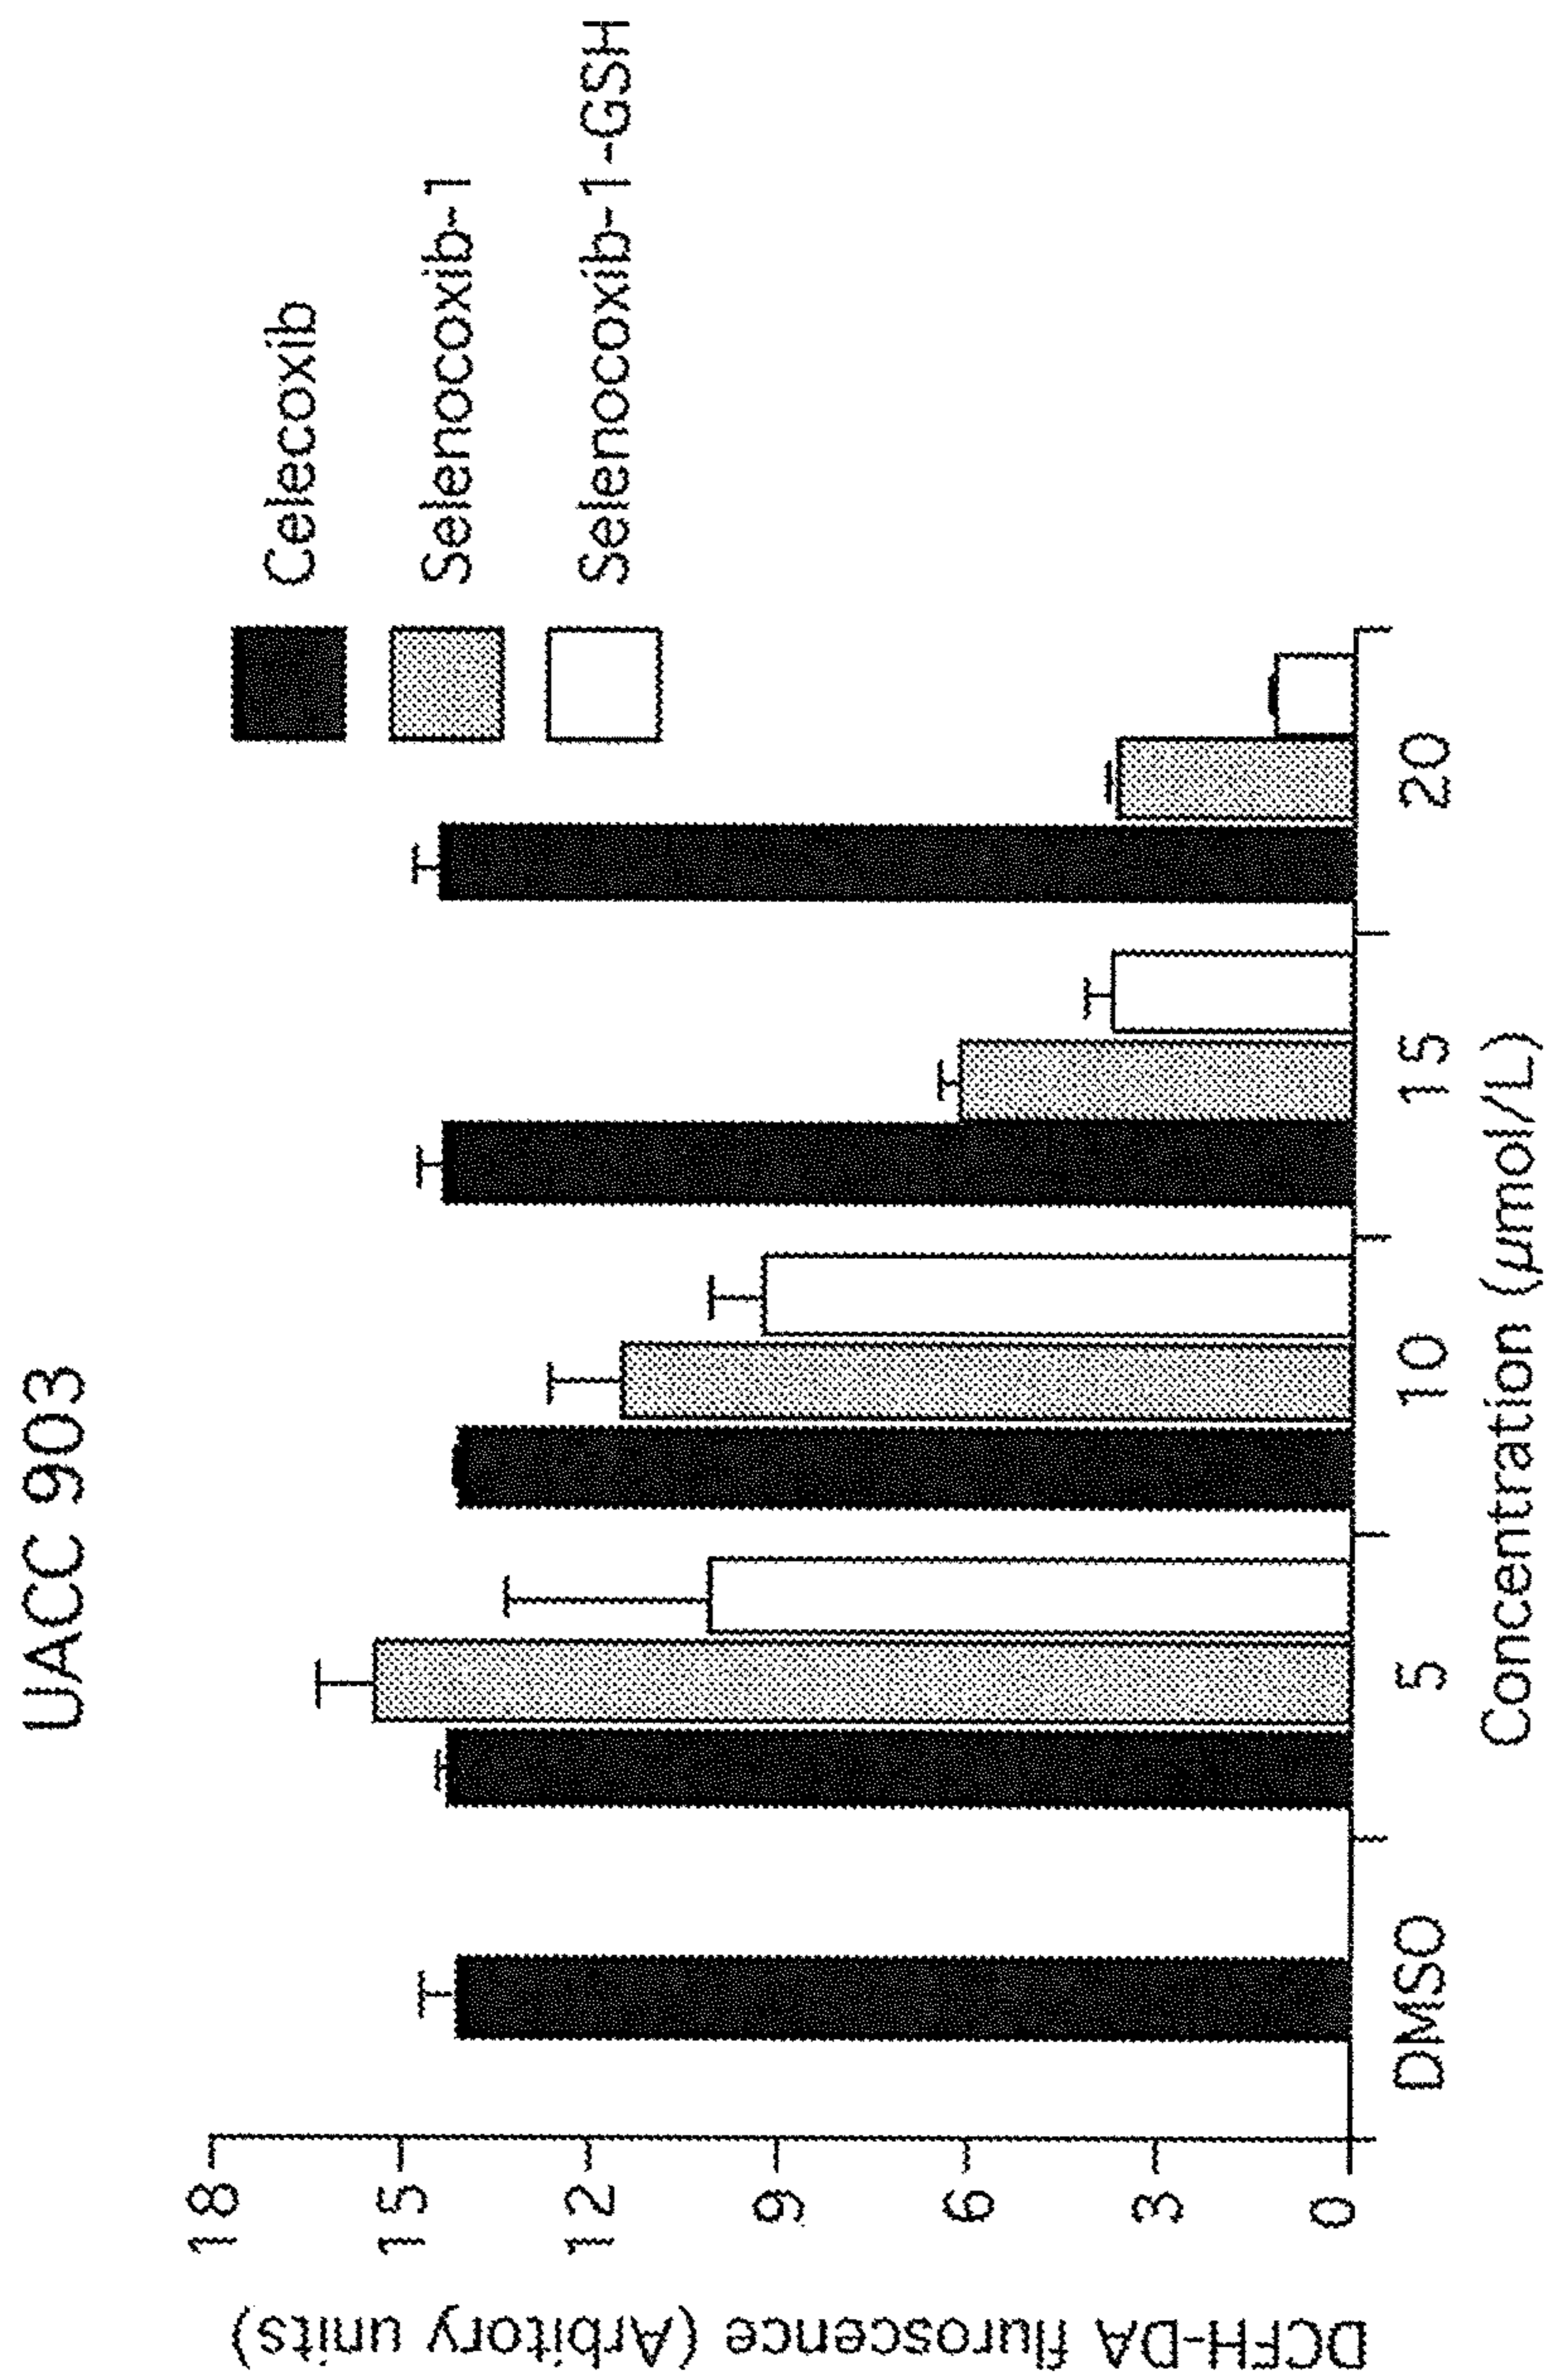 UACC 903
Celecoxib
Selenocoxib-1
Selenocoxib-1-GSH
DCFH-DA fluroscence (Arbitory units)
18
15
12
9
6
3
0
DMSO
5
10
15
20
Concentration (µmol/L)